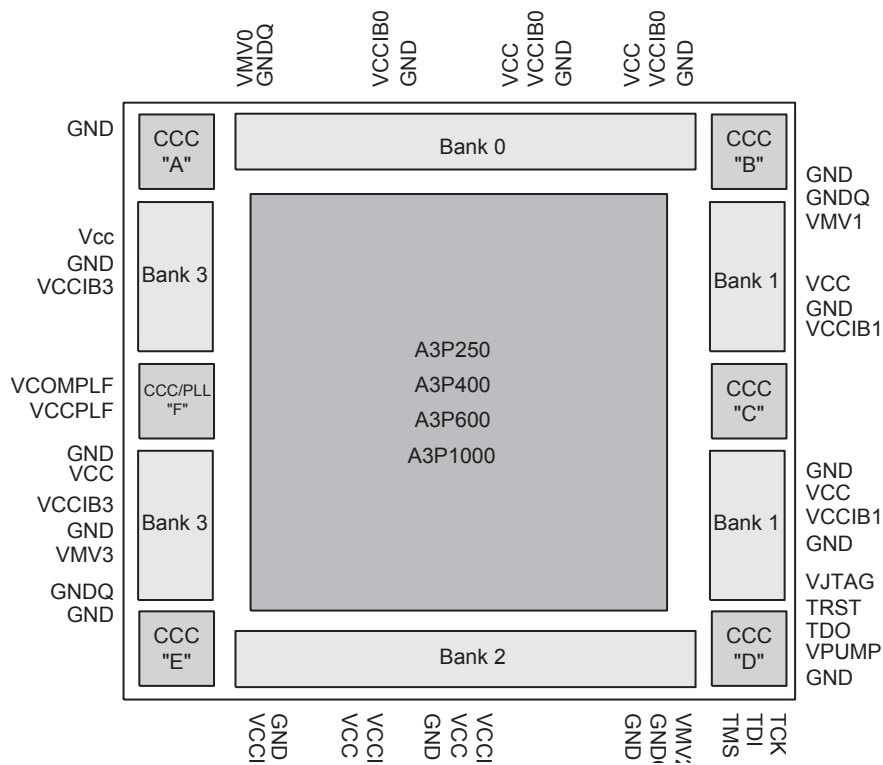 VMV0
GNDQ
VCCIB0
GND
VCC
VCCIB0
GND
VCC
VCCIB0
GND
GND
CCC
"A"
Bank 0
CCC
"B"
GND
GNDQ
VMV1
Vcc
GND
VCCIB3
Bank 3
Bank 1
VCC
GND
VCCIB1
A3P250
A3P400
A3P600
A3P1000
VCOMPLF
VCCPLF
CCC/PLL
"F"
CCC
"C"
GND
VCC
VCCIB3
GND
VMV3
Bank 3
Bank 1
GND
VCC
VCCIB1
GND
GNDQ
GND
VJTAG
TRST
TDO
VPUMP
GND
CCC
"E"
Bank 2
CCC
"D"
GND
VCC
GND
VCC
GND
VMV2
TMS
TDI
TCK